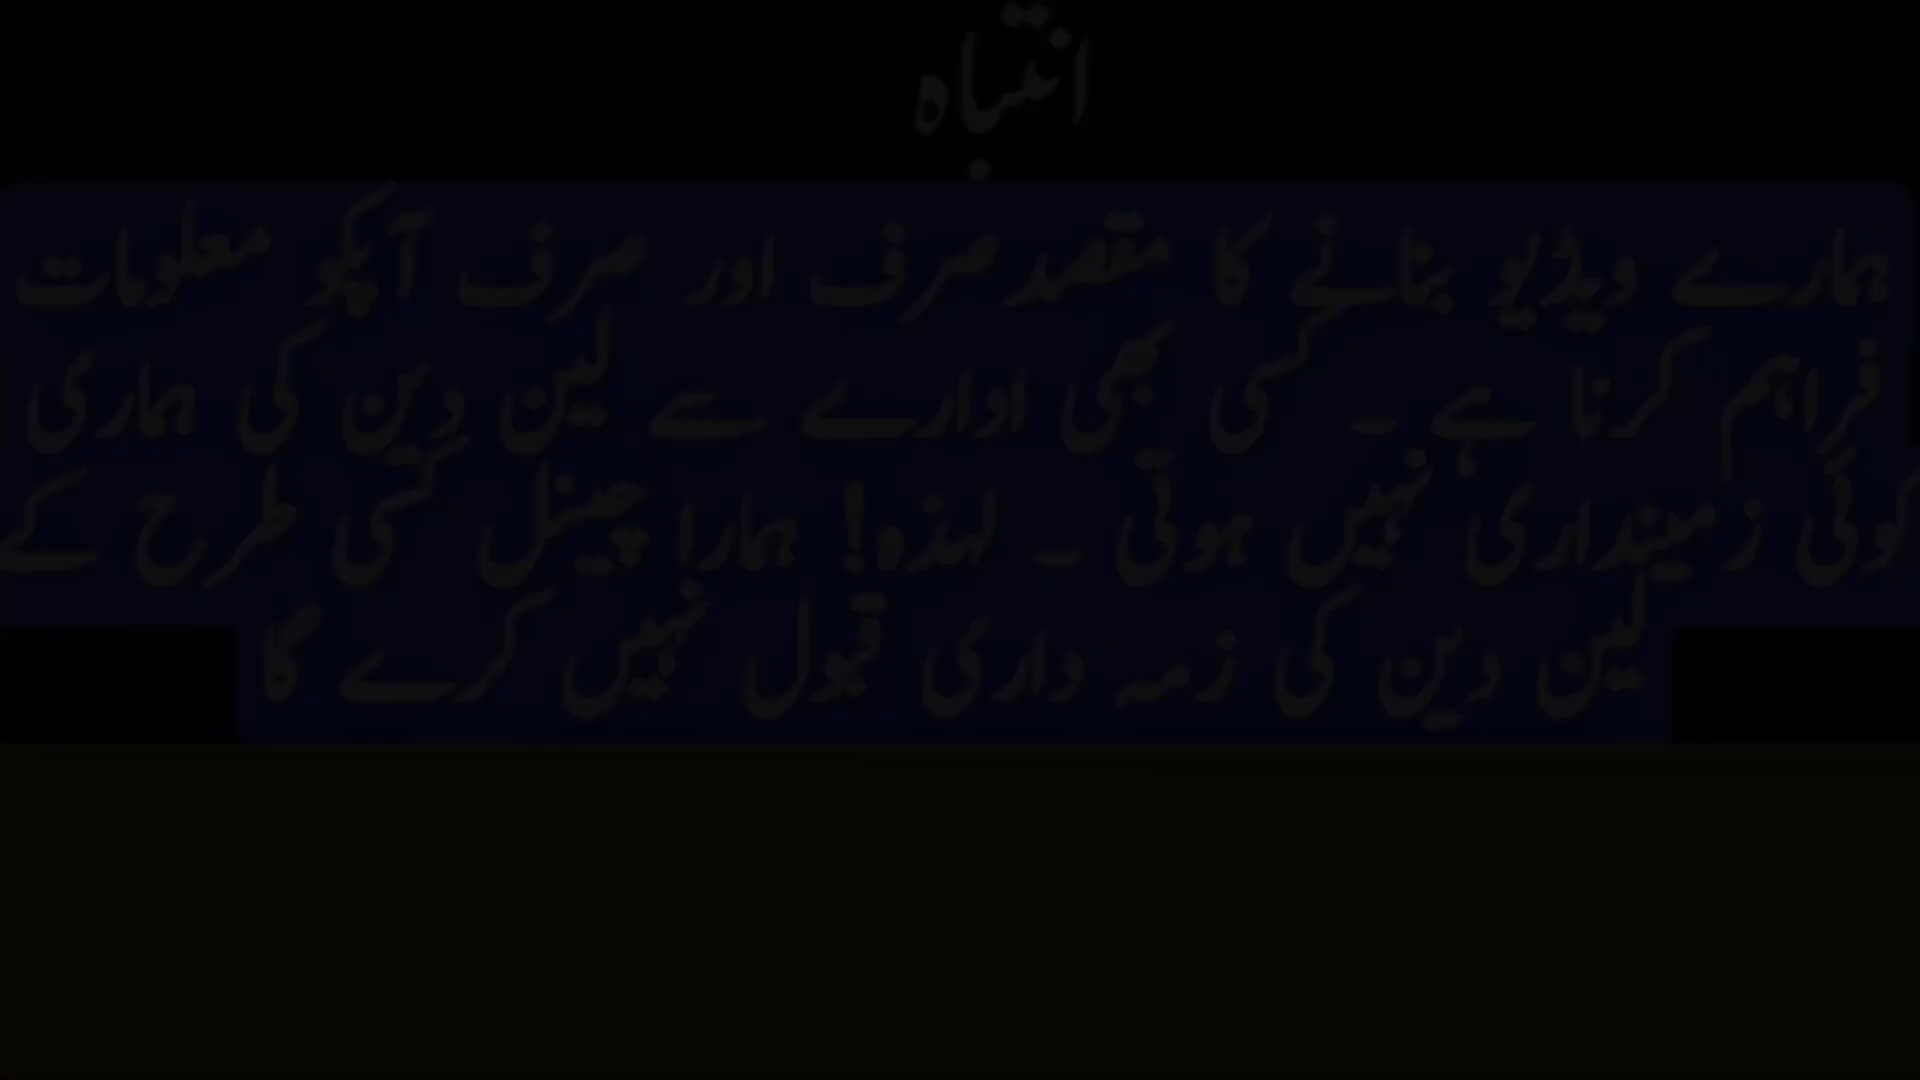 انتباہ
ہمارے ویڈیو بنانے کا مقصد صرف اور صرف آپکو معلومات
فراہم کرنا ہے ۔ کسی بھی ادارے سے لین دین کی ہماری
کوئی زمینداری نہیں ہوتی ۔ لہذہ! ہمارا چینل کسی طرح کے
لین دین کی زمہ داری قبول نہیں کرے گا